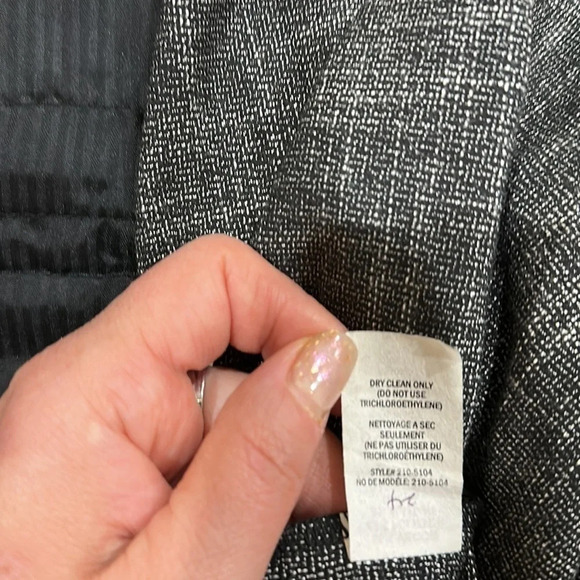 DRY CLEAN ONLY
(DO NOT USE
TRICHLOROETHYLENE)
NETTOYAGE A SEC
SEULEMENT
(NE PAS UTILISER DU
TRICHLOROÉTHYLENE)
STYLE# 210-5104
NO DE MODÈLE: 210-5104